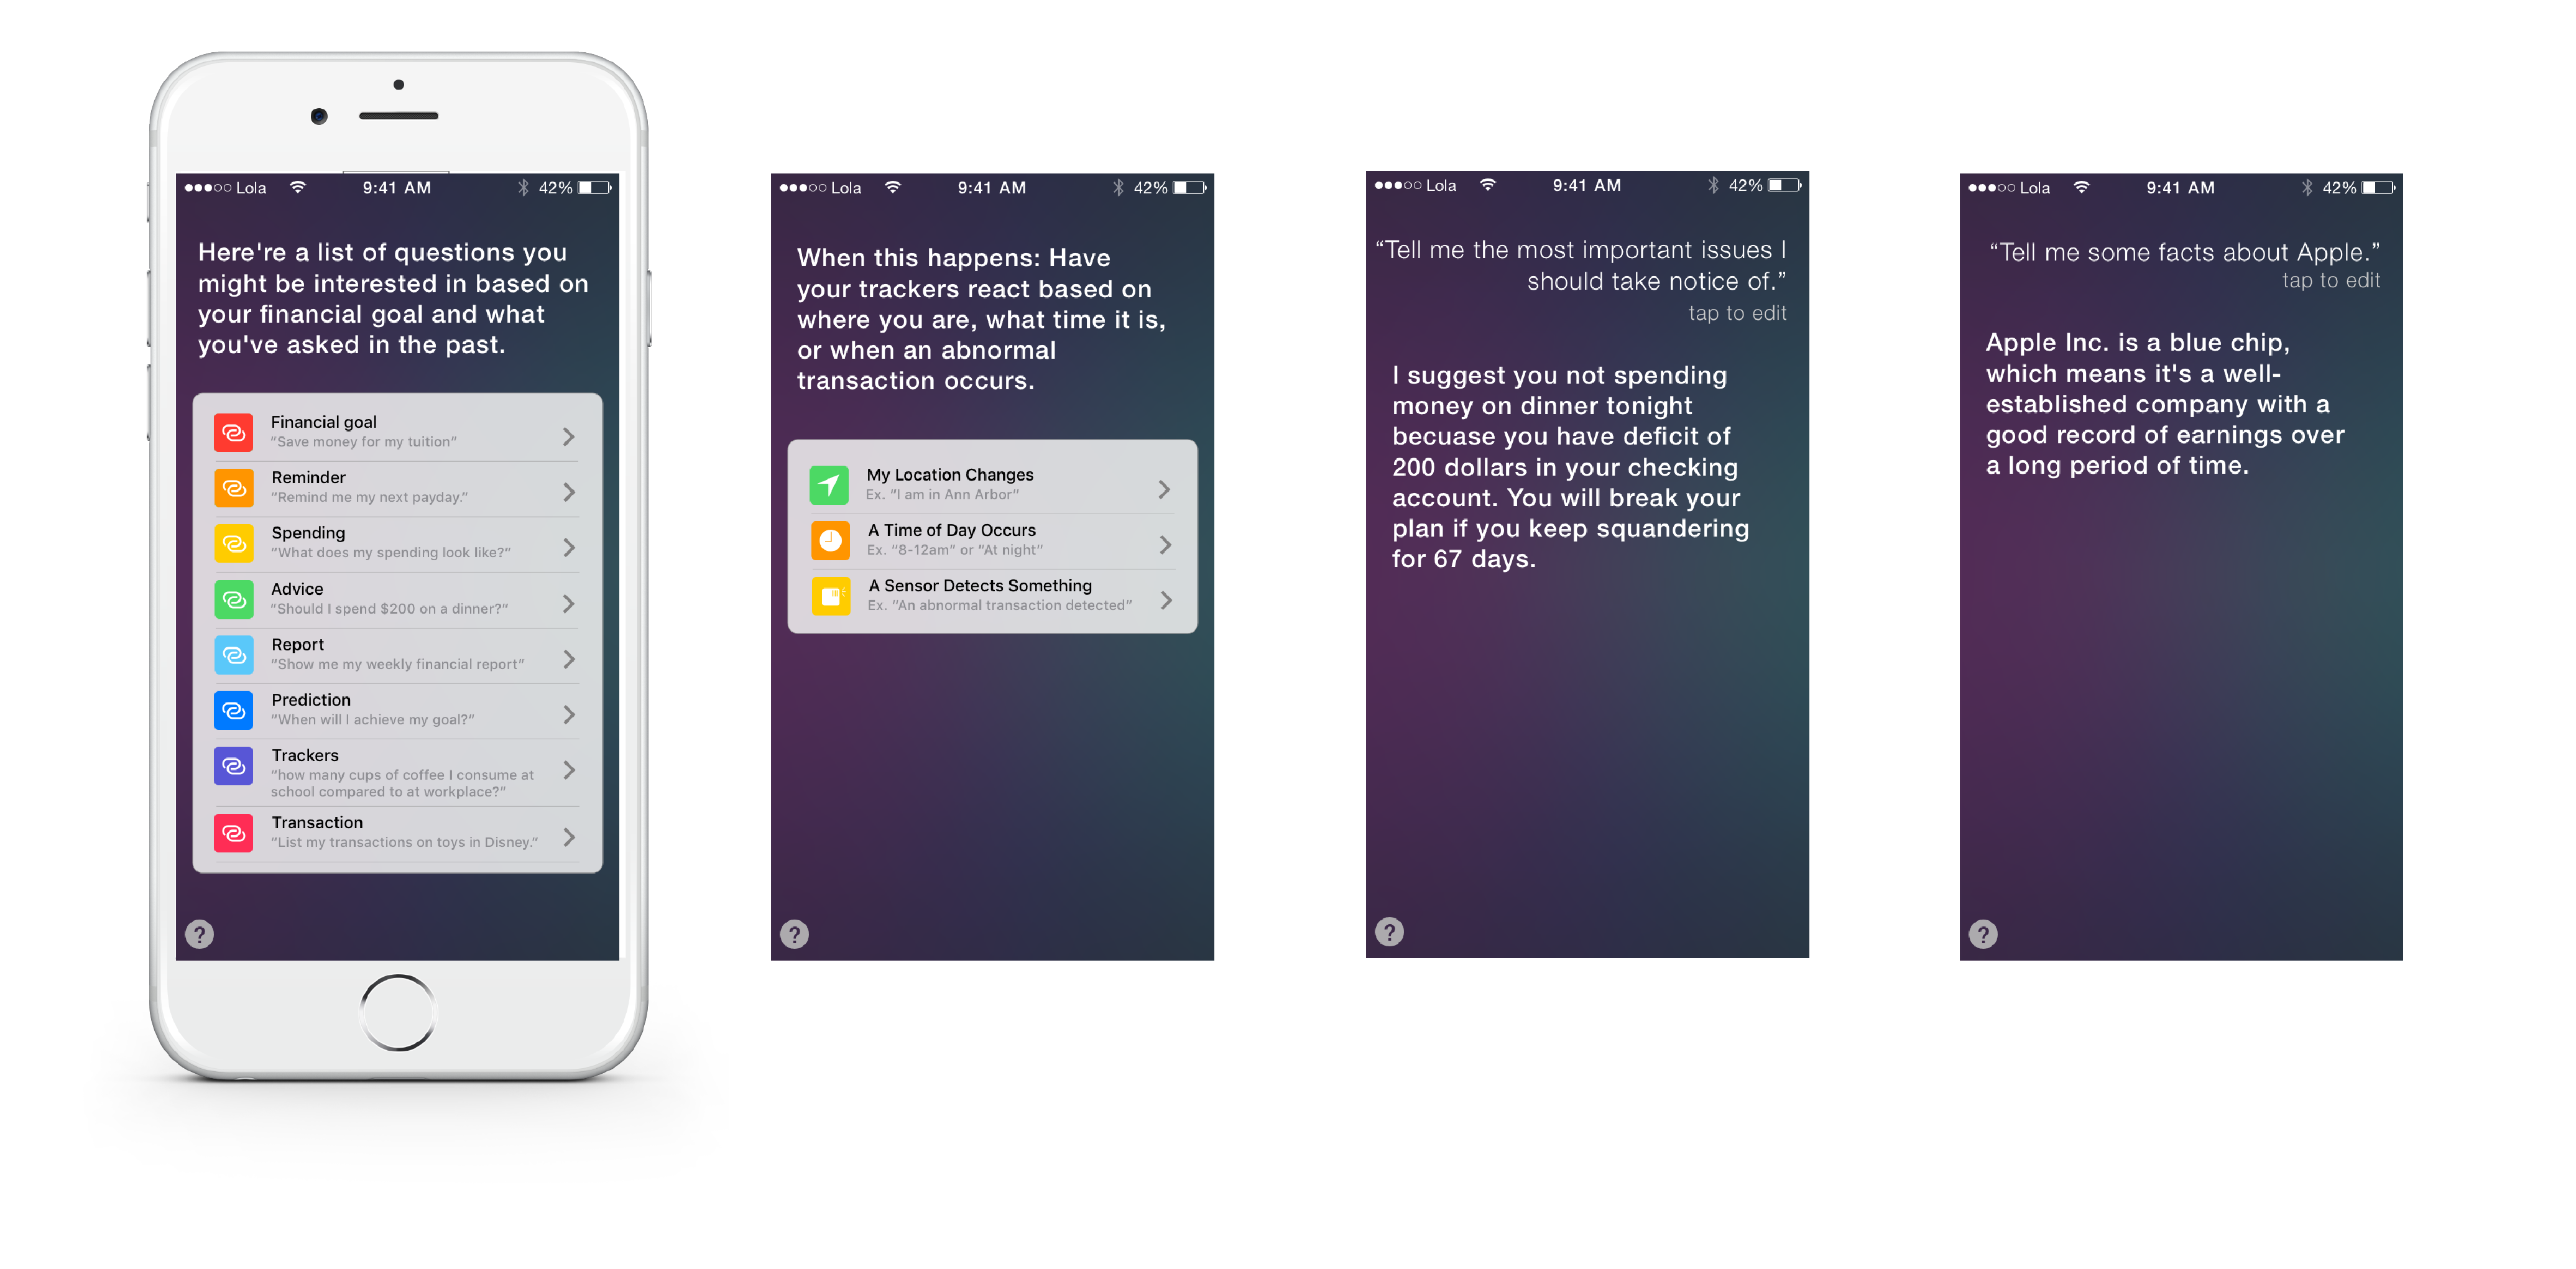 Lola
9:41 AM
42%
Here're a list of questions you
might be interested in based on
your financial goal and what
you've asked in the past.
Financial goal
“Save money for my tuition”
Reminder
“Remind me my next payday.”
Spending
“What does my spending look like?”
Advice
“Should I spend $200 on a dinner?”
Report
“Show me my weekly financial report”
Prediction
“When will I achieve my goal?”
Trackers
“how many cups of coffee I consume at
school compared to at workplace?”
Transaction
“List my transactions on toys in Disney.”
?
Lola
9:41 AM
42%
When this happens: Have
your trackers react based on
where you are, what time it is,
or when an abnormal
transaction occurs.
My Location Changes
Ex. “I am in Ann Arbor”
A Time of Day Occurs
Ex. “8-12am” or “At night”
A Sensor Detects Something
Ex. “An abnormal transaction detected”
?
Lola
9:41 AM
42%
“Tell me the most important issues I
should take notice of.”
tap to edit
I suggest you not spending
money on dinner tonight
becuase you have deficit of
200 dollars in your checking
account. You will break your
plan if you keep squandering
for 67 days.
?
Lola
9:41 AM
42%
“Tell me some facts about Apple.”
tap to edit
Apple Inc. is a blue chip,
which means it's a well-
established company with a
good record of earnings over
a long period of time.
?